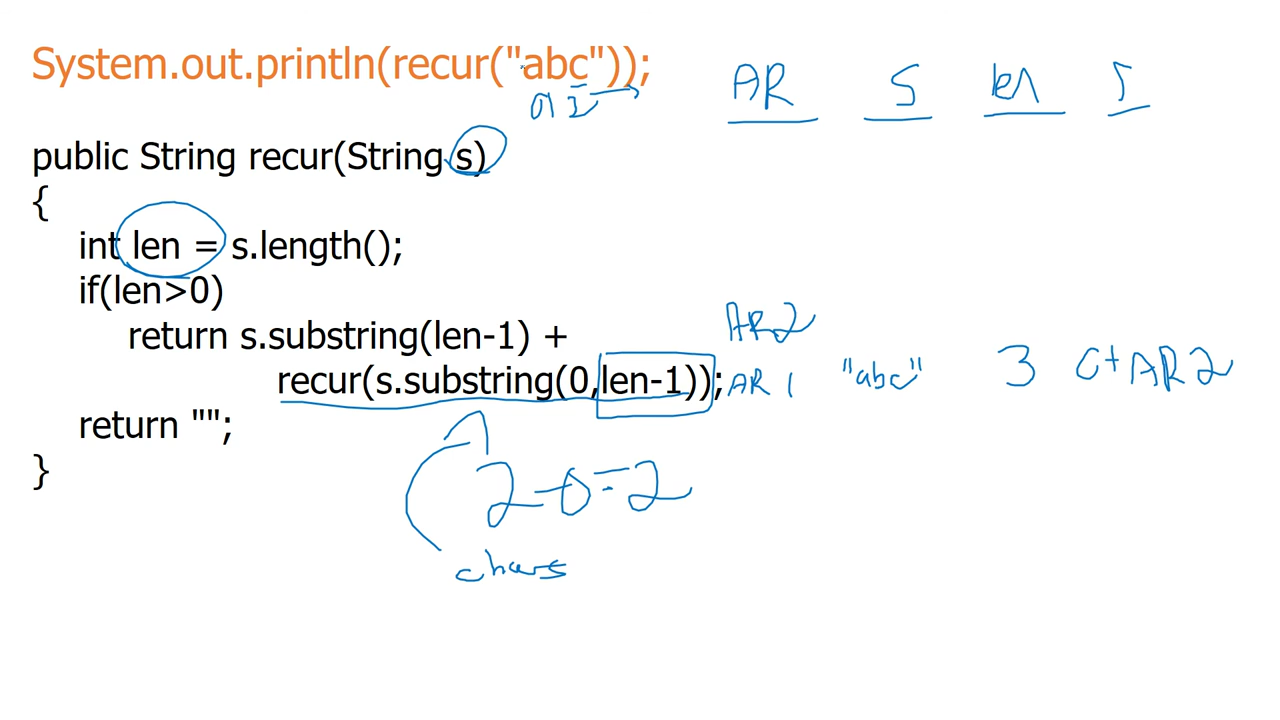 System.out.println(recur("abc"));
AR S len
012
public String recur(String s)
{
int len = s.length();
if(len>0)
return s.substring(len-1) +
AR2
recur(s.substring(0,len-1));
AR 1 "abc" 3 C+AR2
return "";
}
2-0=2
chars